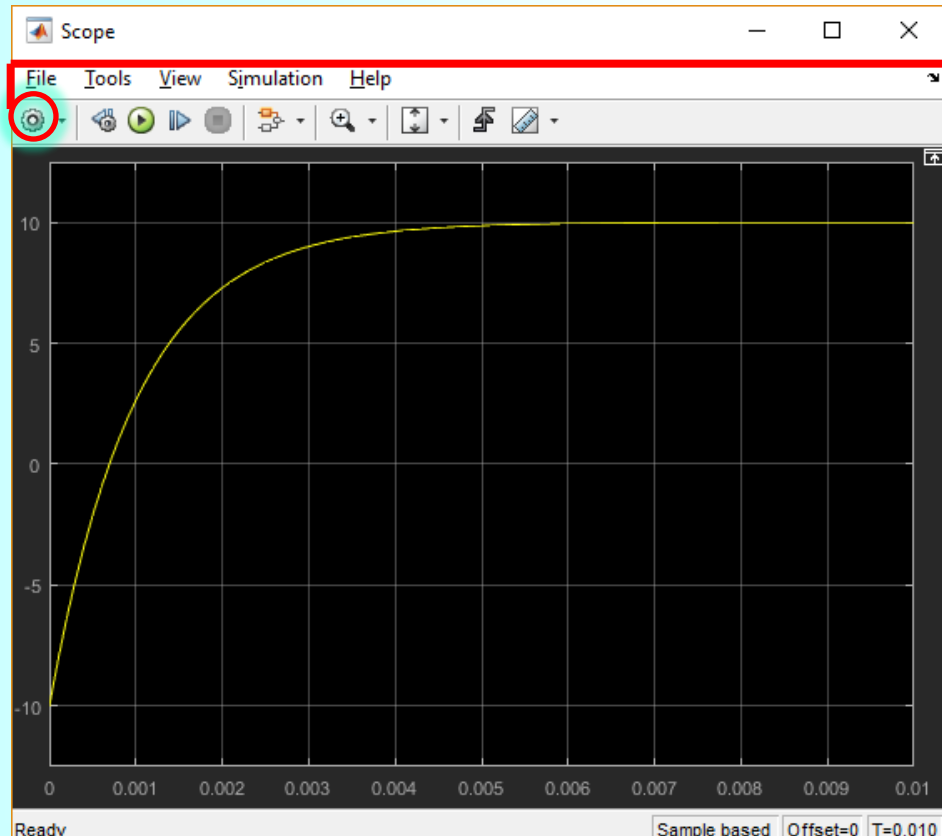 Scope
File Tools View Simulation Help
10
5
0
-5
-10
0 0.001 0.002 0.003 0.004 0.005 0.006 0.007 0.008 0.009 0.01
Ready Sample based Offset=0 T=0.010